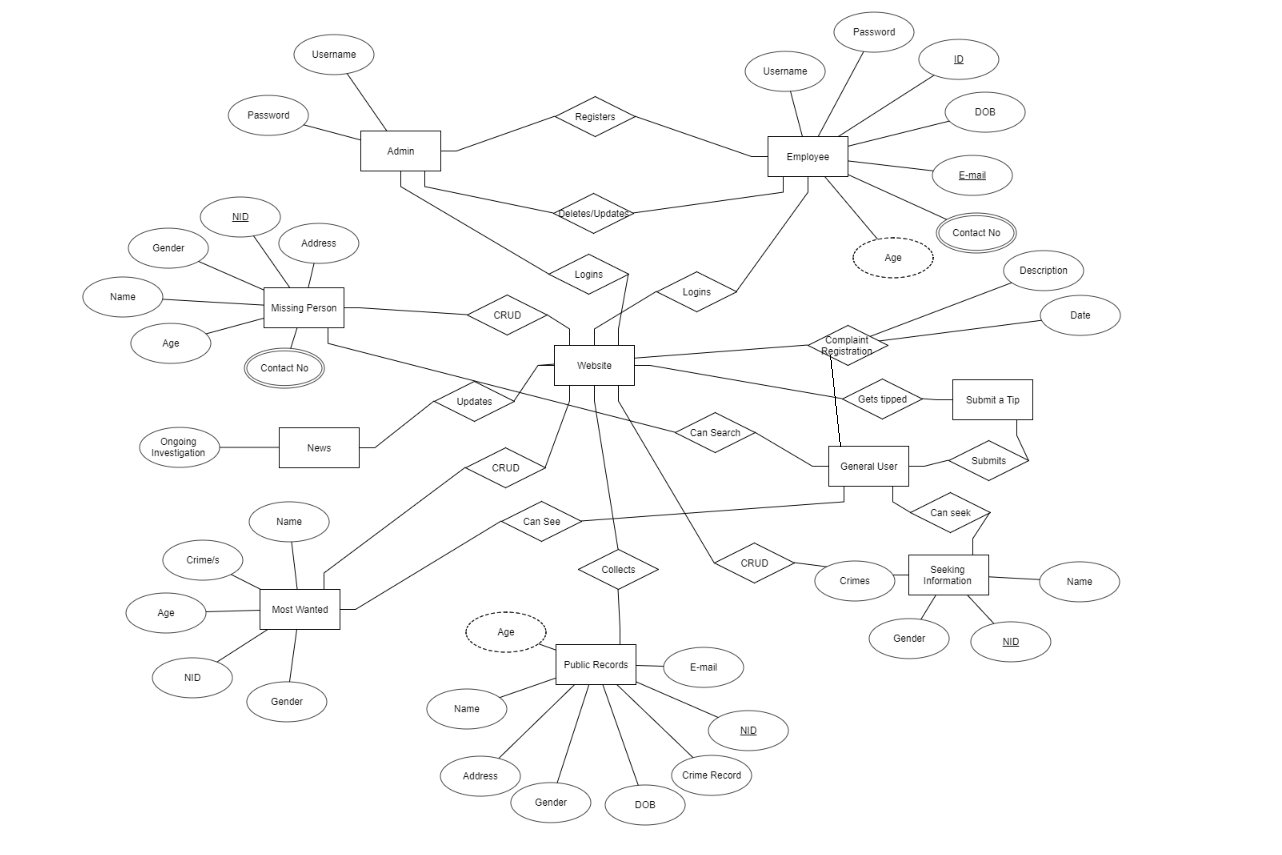 Password
Username
ID
Username
Password
DOB
Registers
Admin
Employee
E-mail
Deletes/Updates
NID
Contact No
Address
Gender
Age
Description
Logins
Logins
Name
Missing Person
CRUD
Date
Age
Complaint
Registration
Website
Contact No
Gets tipped
Submit a Tip
Updates
Can Search
Ongoing
Investigation
News
General User
Submits
CRUD
Can seek
Name
Can See
Crime/s
CRUD
Collects
Seeking
Information
Crimes
Name
Most Wanted
Age
Age
Gender
NID
Public Records
E-mail
NID
Gender
Name
NID
Address
Crime Record
Gender
DOB